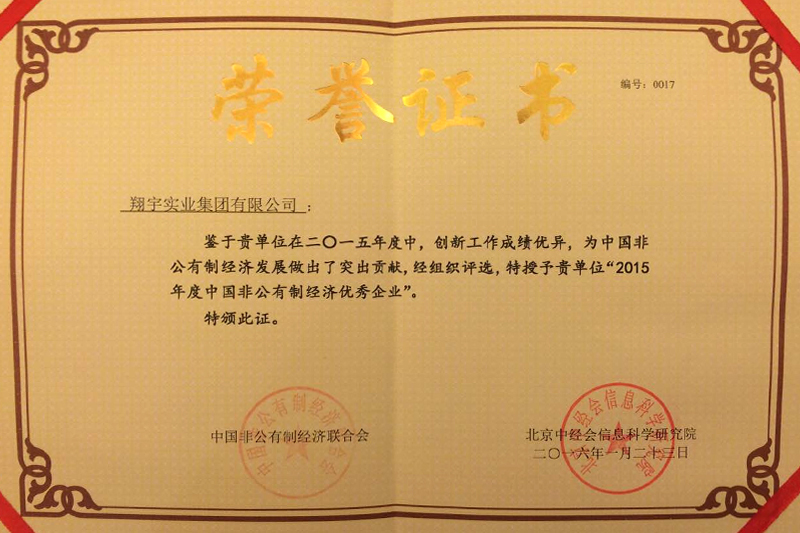 荣誉证书
编号：0017
翔宇实业集团有限公司：
鉴于贵单位在二〇一五年度中，创新工作成绩优异，为中国非
公有制经济发展做出了突出贡献，经组织评选，特授予贵单位“2015
年度中国非公有制经济优秀企业”。
特颁此证。
中国非公有制经济联合会
北京中经会信息科学研究院
二〇一六年一月二十三日